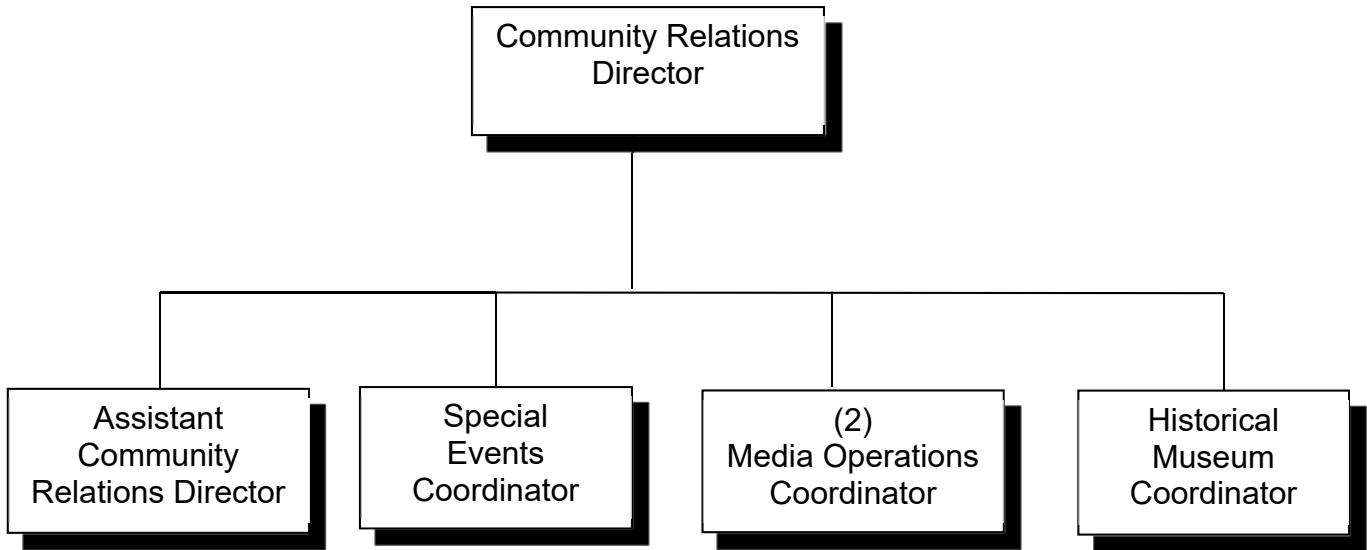 Community Relations
Director
Assistant
Community
Relations Director
Special
Events
Coordinator
(2)
Media Operations
Coordinator
Historical
Museum
Coordinator